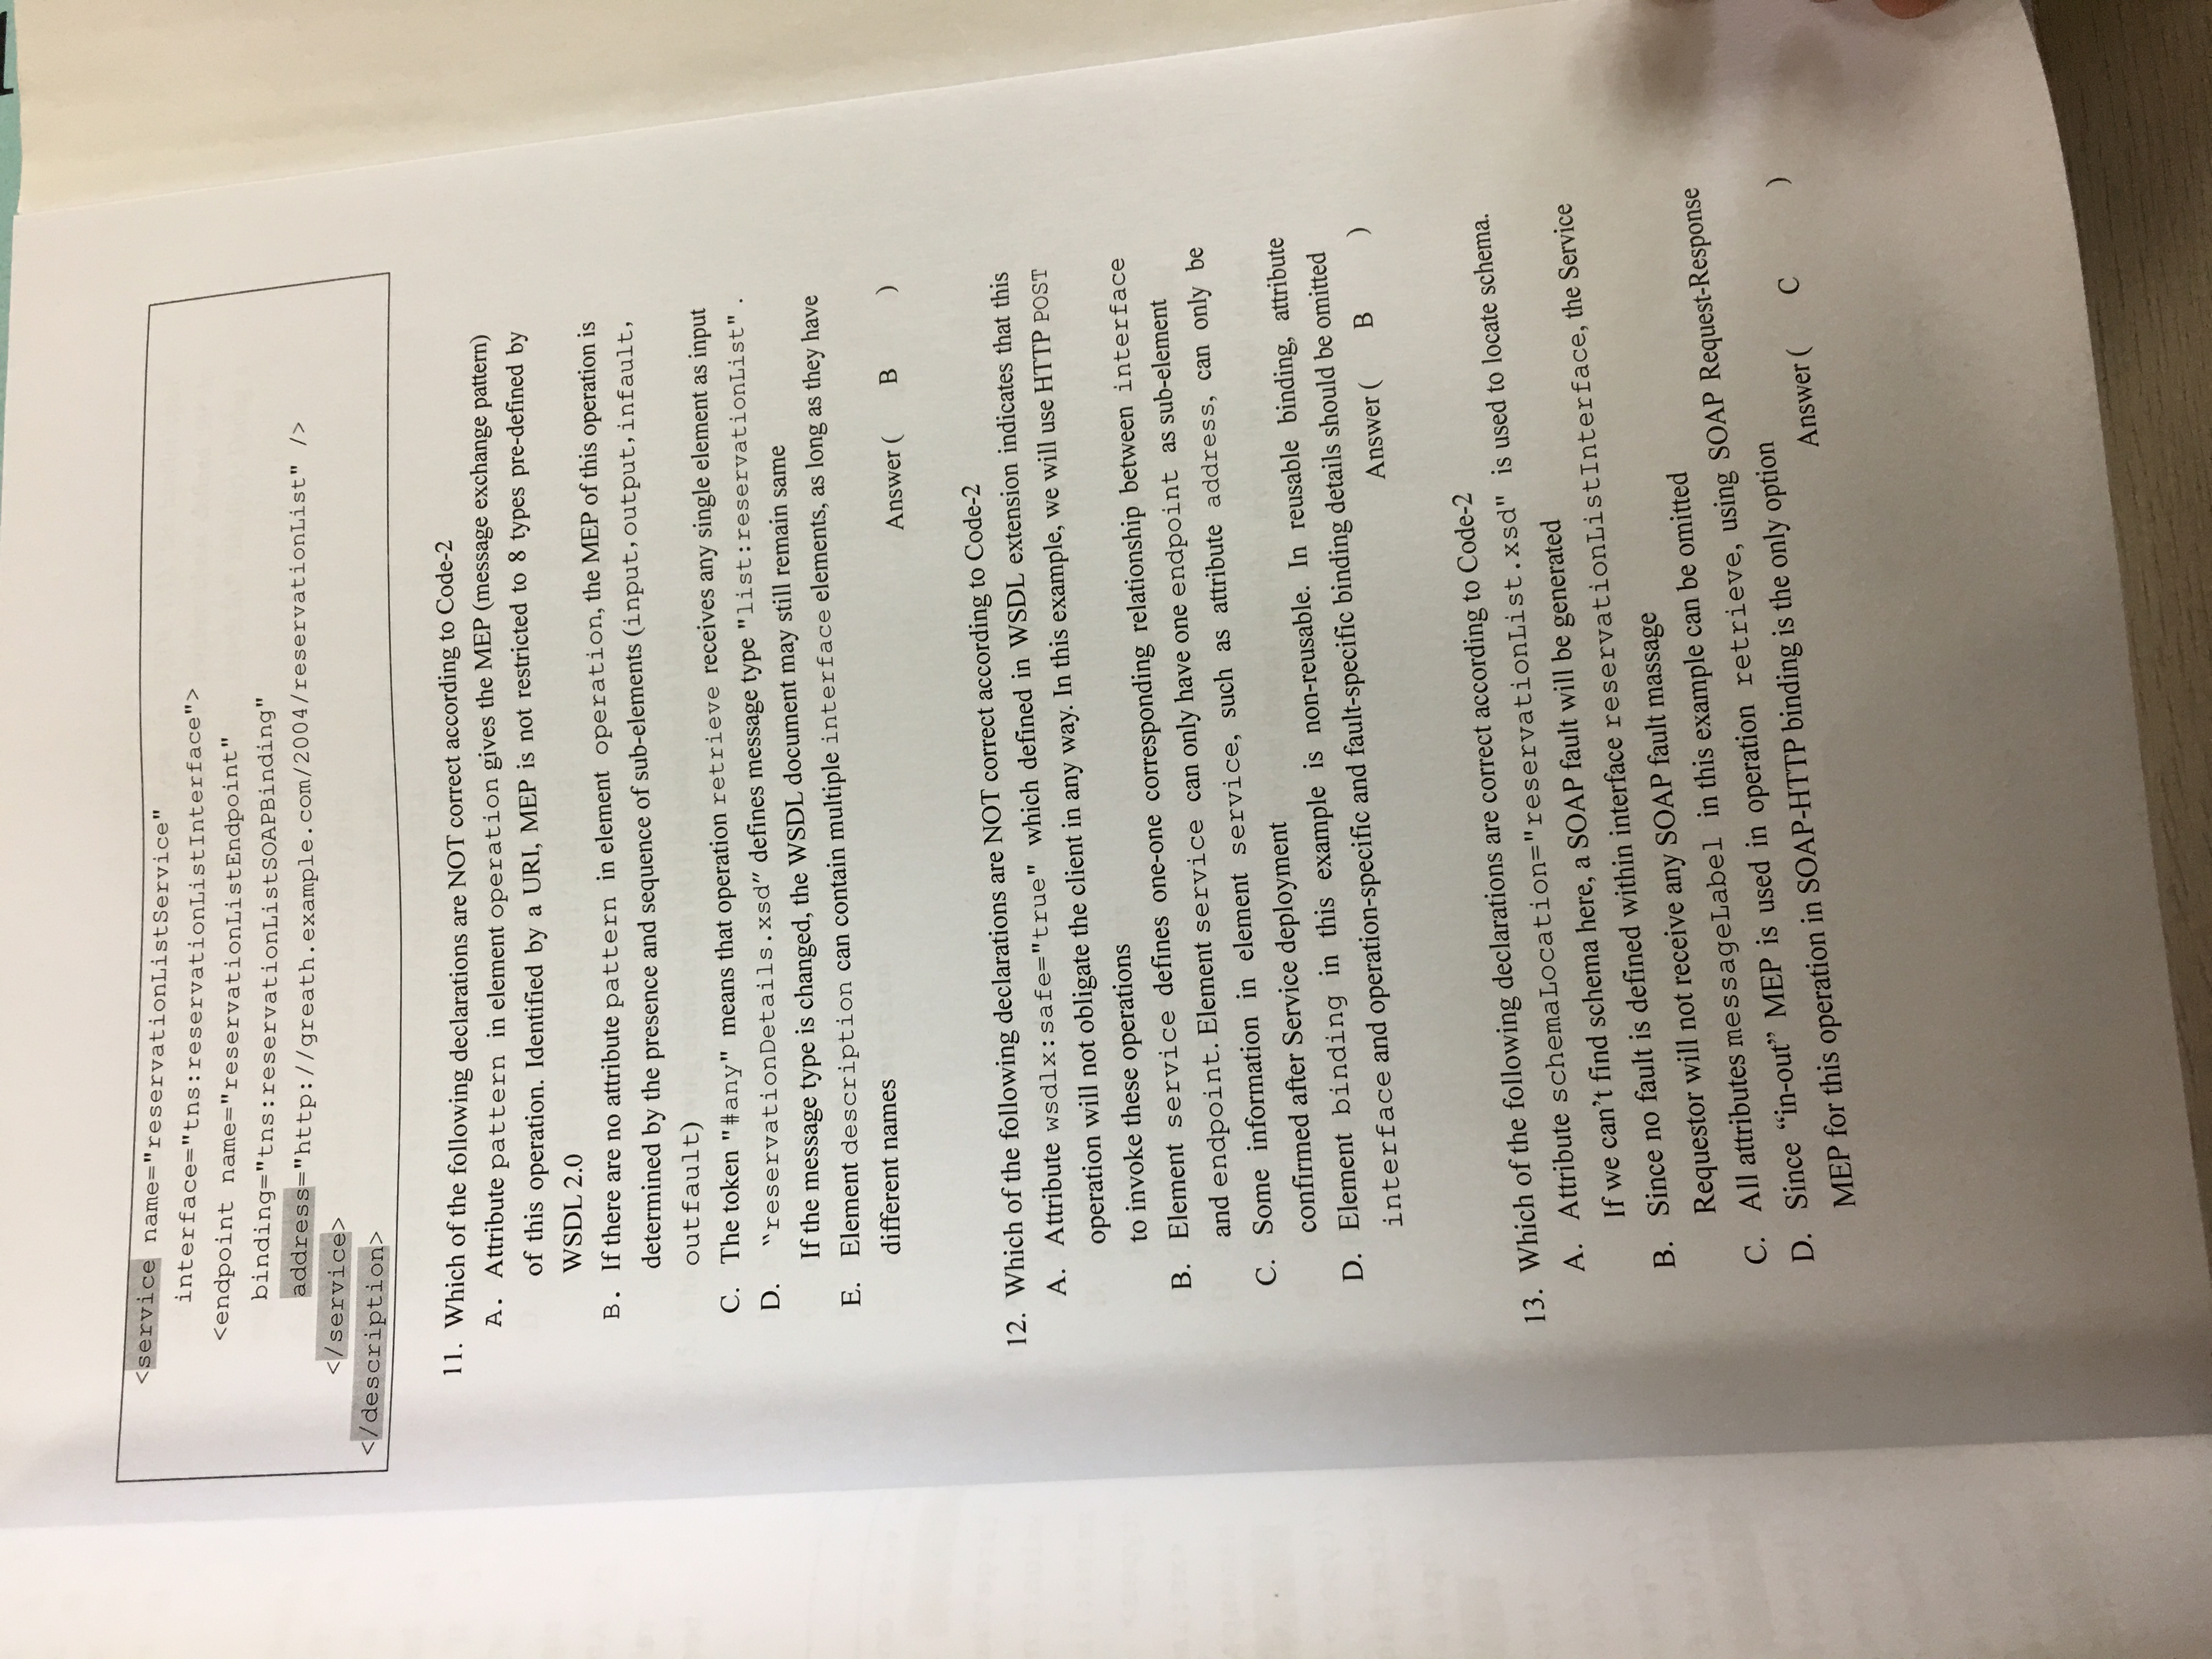 <service name="reservationListService"
interface="tns:reservationListInterface">
<endpoint name="reservationListEndpoint"
binding="tns:reservationListSOAPBinding"
address="http://greath.example.com/2004/reservationList" />
</service>
</description>
11. Which of the following declarations are NOT correct according to Code-2
A. Attribute pattern in element operation gives the MEP (message exchange pattern)
of this operation. Identified by a URI, MEP is not restricted to 8 types pre-defined by
WSDL 2.0
B. If there are no attribute pattern in element operation, the MEP of this operation is
determined by the presence and sequence of sub-elements (input, output, infault,
outfault)
C. The token "#any" means that operation retrieve receives any single element as input
D. "reservationDetails.xsd" defines message type "list:reservationList" .
If the message type is changed, the WSDL document may still remain same
E. Element description can contain multiple interface elements, as long as they have
different names
Answer ( B )
12. Which of the following declarations are NOT correct according to Code-2
A. Attribute wsdlx:safe="true" which defined in WSDL extension indicates that this
operation will not obligate the client in any way. In this example, we will use HTTP POST
to invoke these operations
B. Element service defines one-one corresponding relationship between interface
and endpoint. Element service can only have one endpoint as sub-element
C. Some information in element service, such as attribute address, can only be
confirmed after Service deployment
D. Element binding in this example is non-reusable. In reusable binding, attribute
interface and operation-specific and fault-specific binding details should be omitted
Answer ( B )
13. Which of the following declarations are correct according to Code-2
A. Attribute schemaLocation="reservationList.xsd" is used to locate schema.
If we can't find schema here, a SOAP fault will be generated
B. Since no fault is defined within interface reservationListInterface, the Service
Requestor will not receive any SOAP fault massage
C. All attributes messageLabel in this example can be omitted
D. Since “in-out” MEP is used in operation retrieve, using SOAP Request-Response
MEP for this operation in SOAP-HTTP binding is the only option
Answer ( C )